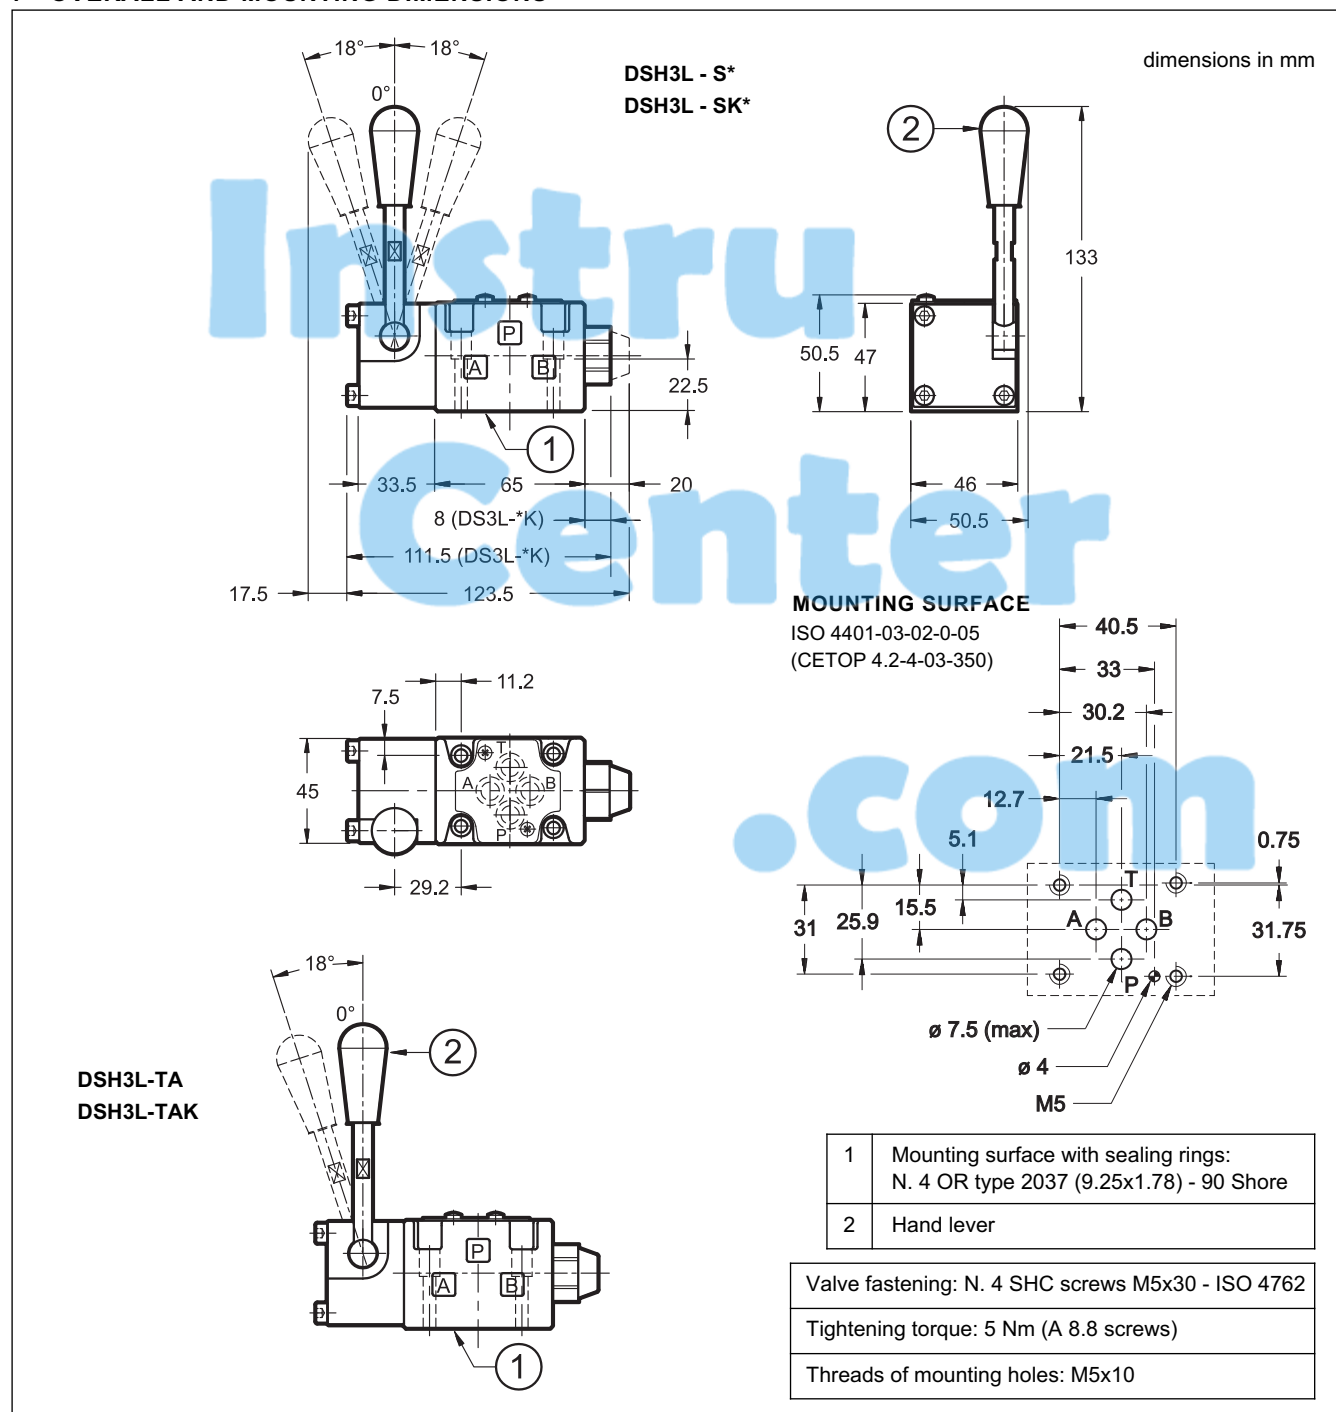 DSH3L - S*
DSH3L - SK*
dimensions in mm
18°
18°
0°
2
133
P
A
B
22.5
50.5
47
1
33.5
65
20
46
8 (DS3L-*K)
50.5
111.5 (DS3L-*K)
17.5
123.5
Instru
Center
.com
MOUNTING SURFACE
ISO 4401-03-02-0-05
(CETOP 4.2-4-03-350)
40.5
33
30.2
21.5
12.7
5.1
0.75
11.2
7.5
45
T
A
B
P
29.2
T
A
B
P
15.5
25.9
31
31.75
ø 7.5 (max)
ø 4
M5
18°
0°
2
DSH3L-TA
DSH3L-TAK
P
A
B
1
1 Mounting surface with sealing rings:
N. 4 OR type 2037 (9.25x1.78) - 90 Shore
2 Hand lever
Valve fastening: N. 4 SHC screws M5x30 - ISO 4762
Tightening torque: 5 Nm (A 8.8 screws)
Threads of mounting holes: M5x10